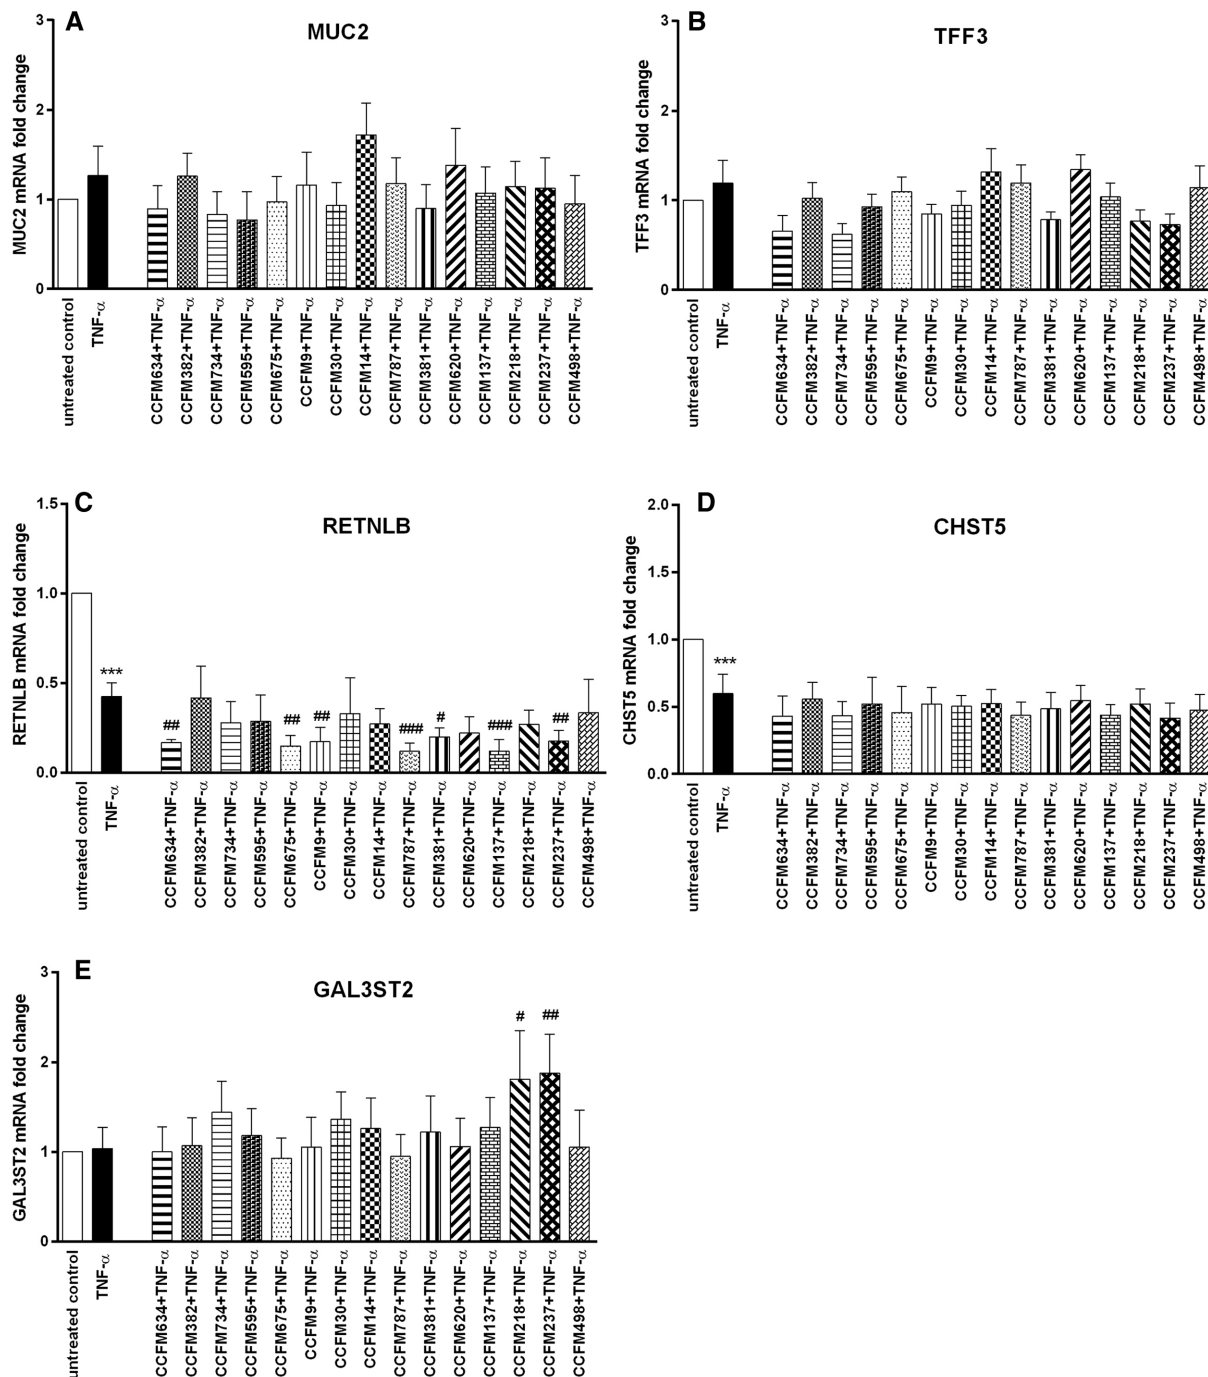 A
MUC2
MUC2 mRNA fold change
3
2
1
0
untreated control
TNF-α
CCFM634+TNF-α
CCFM382+TNF-α
CCFM734+TNF-α
CCFM595+TNF-α
CCFM675+TNF-α
CCFM9+TNF-α
CCFM30+TNF-α
CCFM14+TNF-α
CCFM787+TNF-α
CCFM381+TNF-α
CCFM620+TNF-α
CCFM137+TNF-α
CCFM218+TNF-α
CCFM237+TNF-α
CCFM498+TNF-α
B
TFF3
TFF3 mRNA fold change
3
2
1
0
untreated control
TNF-α
CCFM634+TNF-α
CCFM382+TNF-α
CCFM734+TNF-α
CCFM595+TNF-α
CCFM675+TNF-α
CCFM9+TNF-α
CCFM30+TNF-α
CCFM14+TNF-α
CCFM787+TNF-α
CCFM381+TNF-α
CCFM620+TNF-α
CCFM137+TNF-α
CCFM218+TNF-α
CCFM237+TNF-α
CCFM498+TNF-α
C
RETNLB
RETNLB mRNA fold change
1.5
1.0
0.5
0.0
***
##
##
##
###
#
###
##
untreated control
TNF-α
CCFM634+TNF-α
CCFM382+TNF-α
CCFM734+TNF-α
CCFM595+TNF-α
CCFM675+TNF-α
CCFM9+TNF-α
CCFM30+TNF-α
CCFM14+TNF-α
CCFM787+TNF-α
CCFM381+TNF-α
CCFM620+TNF-α
CCFM137+TNF-α
CCFM218+TNF-α
CCFM237+TNF-α
CCFM498+TNF-α
D
CHST5
CHST5 mRNA fold change
2.0
1.5
1.0
0.5
0.0
***
untreated control
TNF-α
CCFM634+TNF-α
CCFM382+TNF-α
CCFM734+TNF-α
CCFM595+TNF-α
CCFM675+TNF-α
CCFM9+TNF-α
CCFM30+TNF-α
CCFM14+TNF-α
CCFM787+TNF-α
CCFM381+TNF-α
CCFM620+TNF-α
CCFM137+TNF-α
CCFM218+TNF-α
CCFM237+TNF-α
CCFM498+TNF-α
E
GAL3ST2
GAL3ST2 mRNA fold change
3
2
1
0
#
##
untreated control
TNF-α
CCFM634+TNF-α
CCFM382+TNF-α
CCFM734+TNF-α
CCFM595+TNF-α
CCFM675+TNF-α
CCFM9+TNF-α
CCFM30+TNF-α
CCFM14+TNF-α
CCFM787+TNF-α
CCFM381+TNF-α
CCFM620+TNF-α
CCFM137+TNF-α
CCFM218+TNF-α
CCFM237+TNF-α
CCFM498+TNF-α